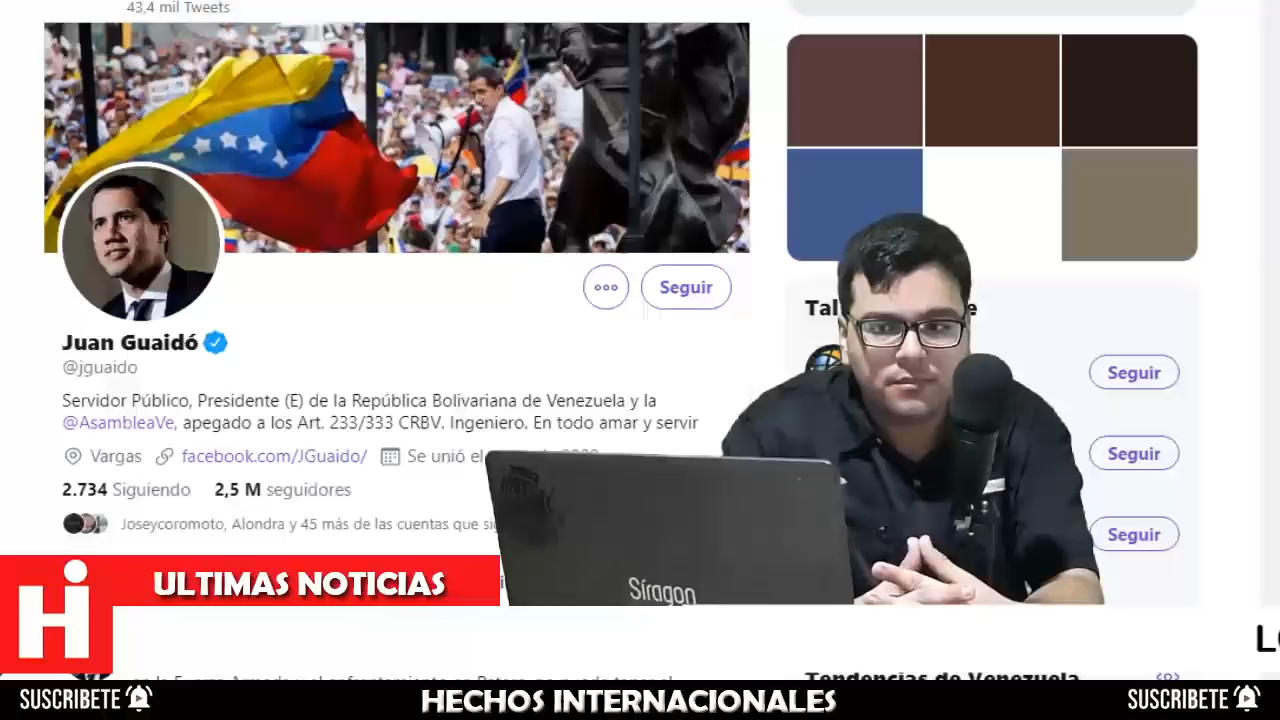 43,4 mil Tweets
Seguir
Juan Guaidó
@jguaido
Servidor Público, Presidente (E) de la República Bolivariana de Venezuela y la
@AsambleaVe, apegado a los Art. 233/333 CRBV. Ingeniero. En todo amar y servir
Vargas facebook.com/JGuaido/ Se unió el
2.734 Siguiendo 2,5 M seguidores
Joseycoromoto, Alondra y 45 más de las cuentas que
Seguir
Seguir
Seguir
Síragon
Hi
ULTIMAS NOTICIAS
Tendencias de Venezuela
SUSCRIBETE
HECHOS INTERNACIONALES
SUSCRIBETE